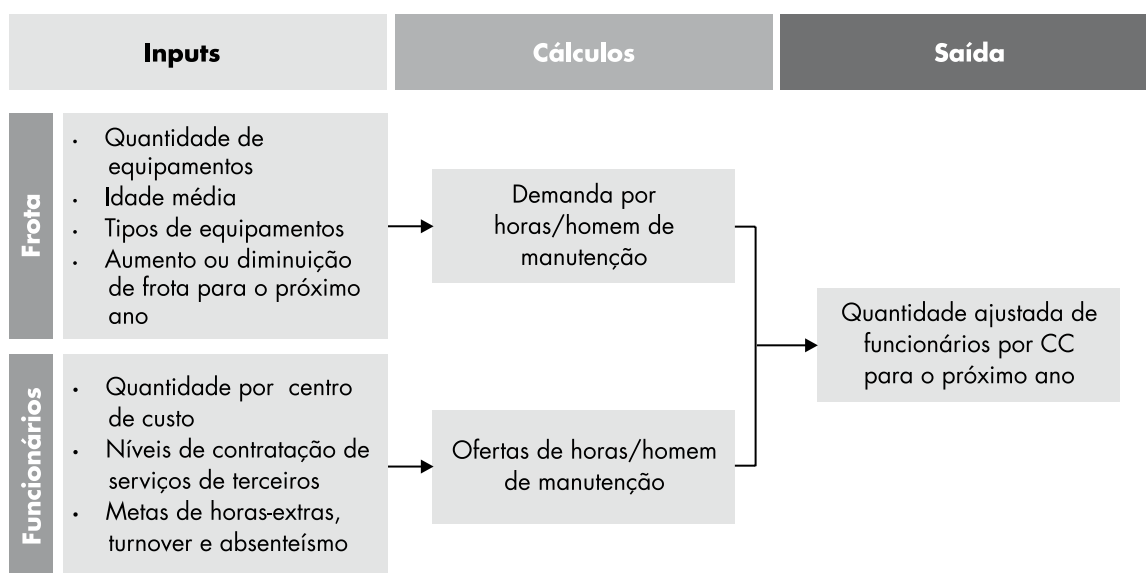 Inputs
Cálculos
Saída
Frota
• Quantidade de
equipamentos
• Idade média
• Tipos de equipamentos
• Aumento ou diminuição
de frota para o próximo
ano
Demanda por
horas/homem de
manutenção
Quantidade ajustada de
funcionários por CC
para o próximo ano
Funcionários
• Quantidade por centro
de custo
• Níveis de contratação de
serviços de terceiros
• Metas de horas-extras,
turnover e absenteísmo
Ofertas de horas/homem
de manutenção